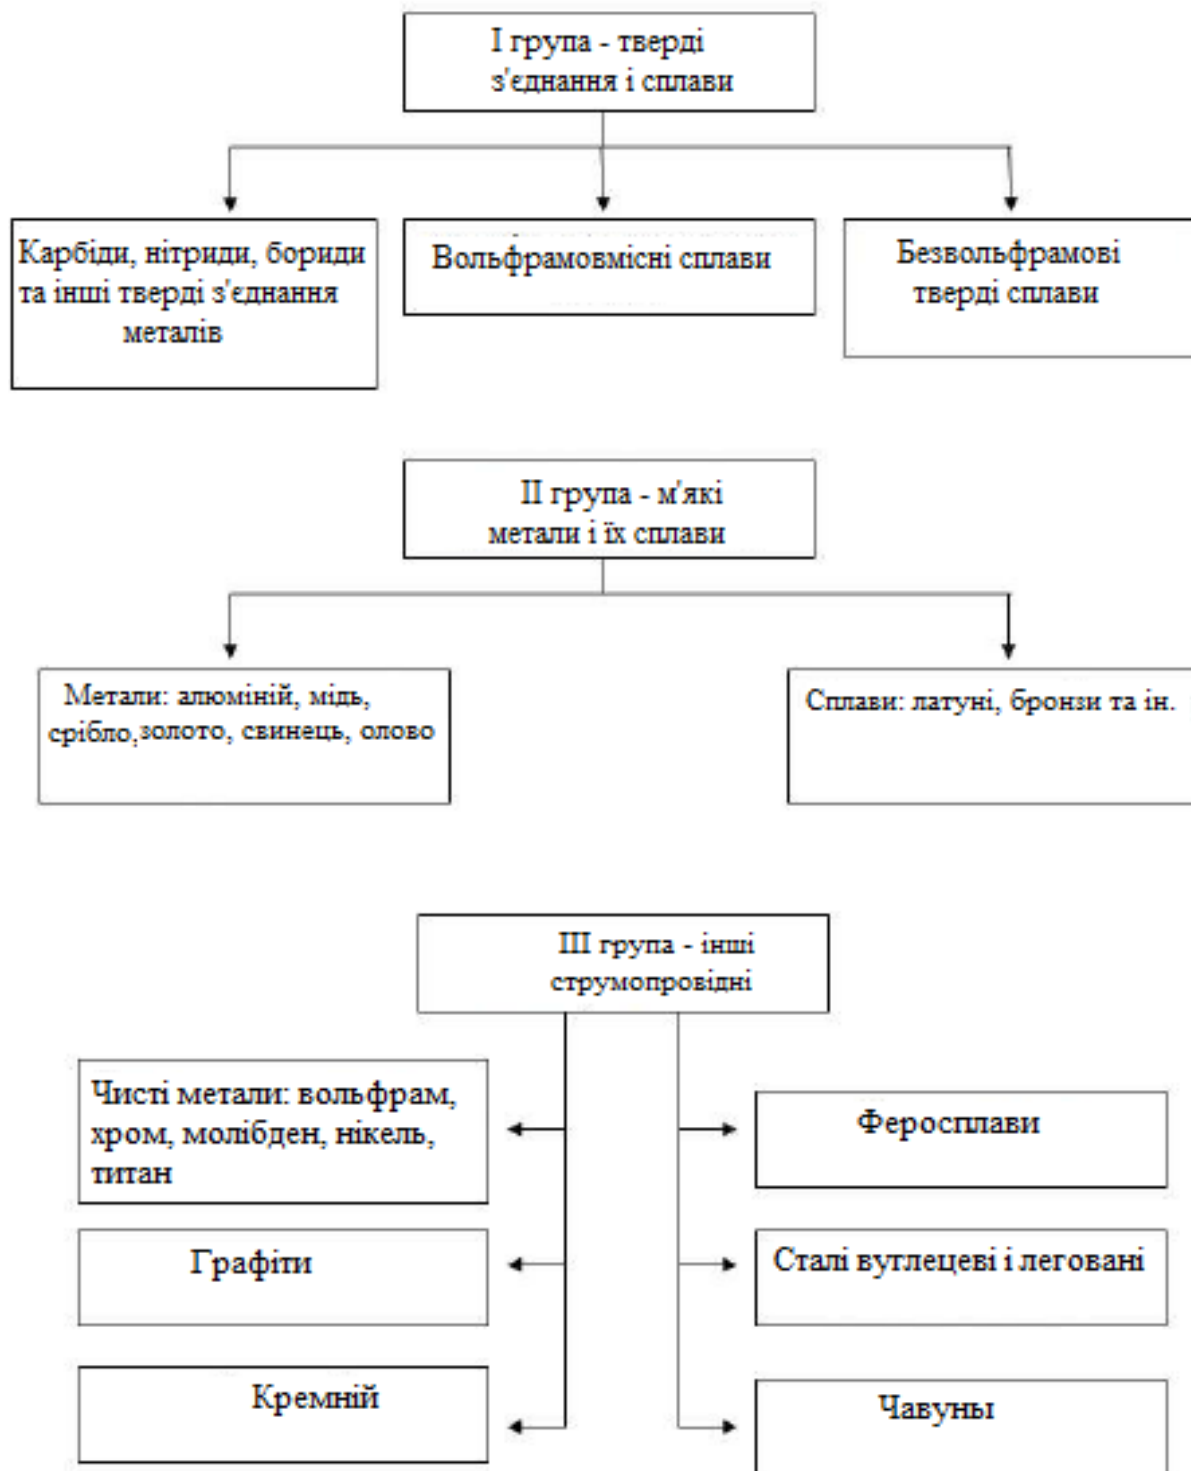 I група - тверді
з'єднання і сплави
Карбіди, нітриди, бориди
та інші тверді з'єднання
металів
Вольфрамовмісні сплави
Безвольфрамові
тверді сплави
II група - м'які
метали і їх сплави
Метали: алюміній, мідь,
срібло,золото, свинець, олово
Сплави: латуні, бронзи та ін.
III група - інші
струмопровідні
Чисті метали: вольфрам,
хром, молібден, нікель,
титан
Феросплави
Графіти
Сталі вуглецеві і леговані
Кремній
Чавуны